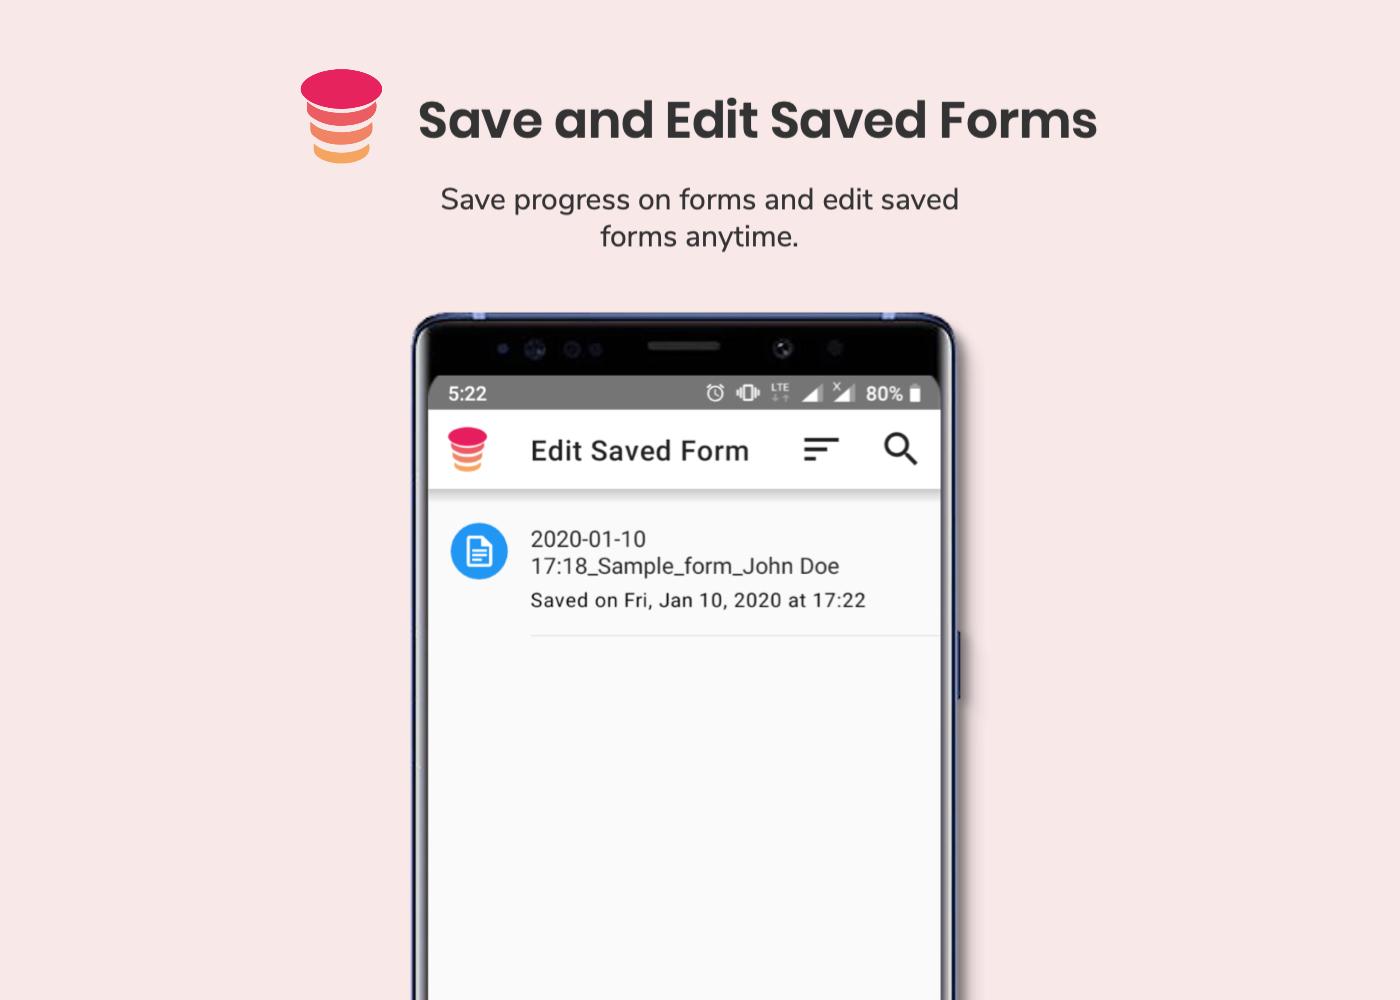 Save and Edit Saved Forms
Save progress on forms and edit saved
forms anytime.
5:22
LTE
X
80%
Edit Saved Form
2020-01-10
17:18_Sample_form_John Doe
Saved on Fri, Jan 10, 2020 at 17:22